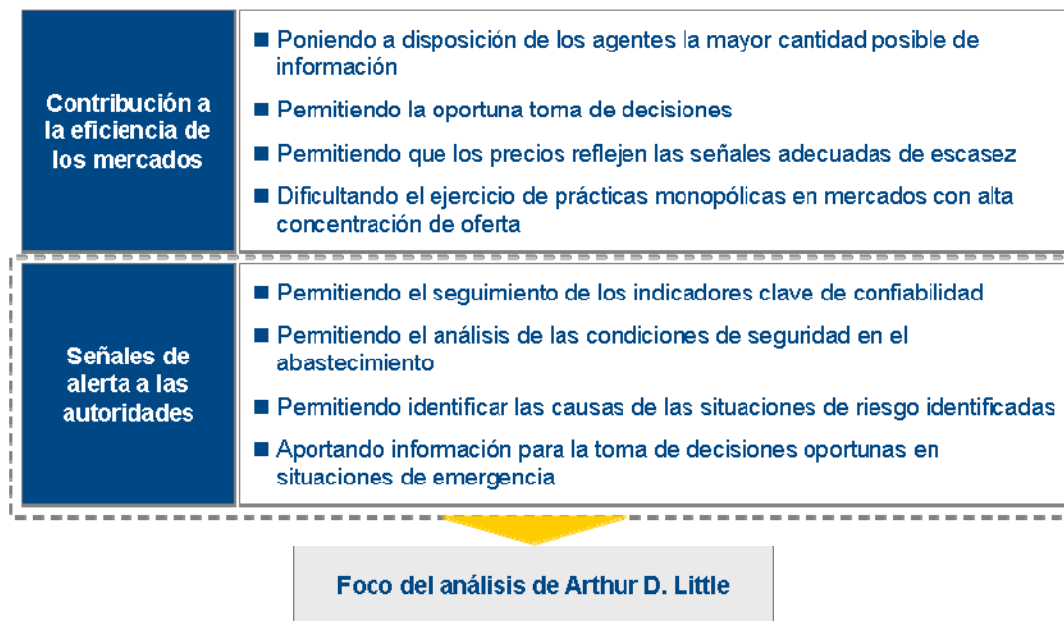 Contribución a
la eficiencia de
los mercados
■ Poniendo a disposición de los agentes la mayor cantidad posible de
información
■ Permitiendo la oportuna toma de decisiones
■ Permitiendo que los precios reflejen las señales adecuadas de escasez
■ Dificultando el ejercicio de prácticas monopólicas en mercados con alta
concentración de oferta
Señales de
alerta a las
autoridades
■ Permitiendo el seguimiento de los indicadores clave de confiabilidad
■ Permitiendo el análisis de las condiciones de seguridad en el
abastecimiento
■ Permitiendo identificar las causas de las situaciones de riesgo identificadas
■ Aportando información para la toma de decisiones oportunas en
situaciones de emergencia
Foco del análisis de Arthur D. Little